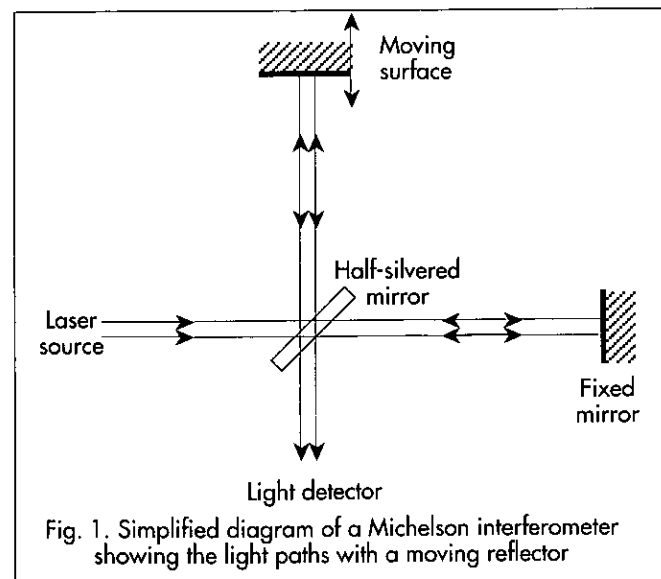 Moving
surface
Half-silvered
mirror
Laser
source
Fixed
mirror
Light detector
Fig. 1. Simplified diagram of a Michelson interferometer
showing the light paths with a moving reflector